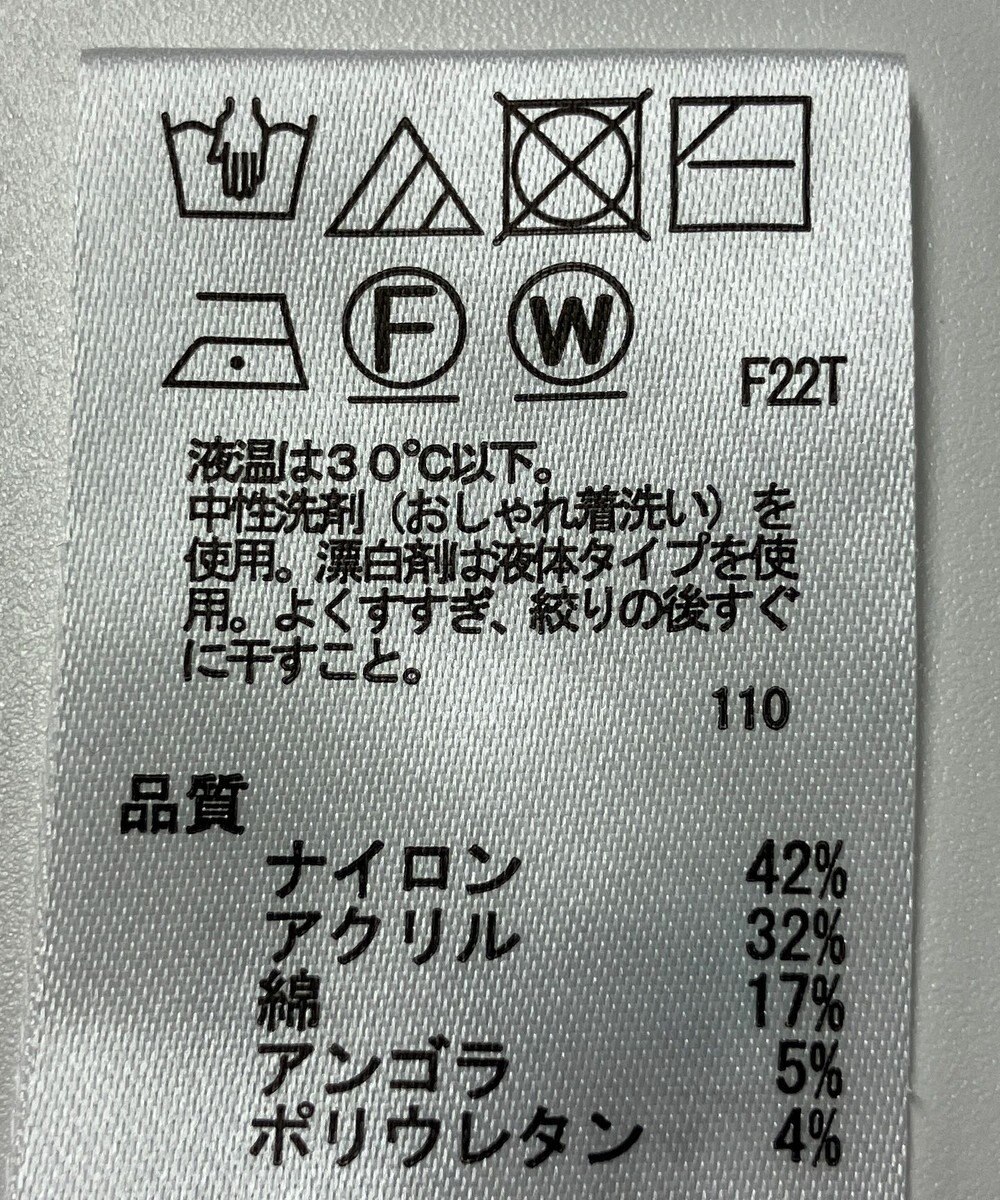 F W
F22T
液温は30℃以下。
中性洗剤（おしゃれ着洗い）を
使用。漂白剤は液体タイプを使
用。よくすすぎ、絞りの後すぐ
に干すこと。
110
品質
ナイロン 42%
アクリル 32%
綿 17%
アンゴラ 5%
ポリウレタン 4%